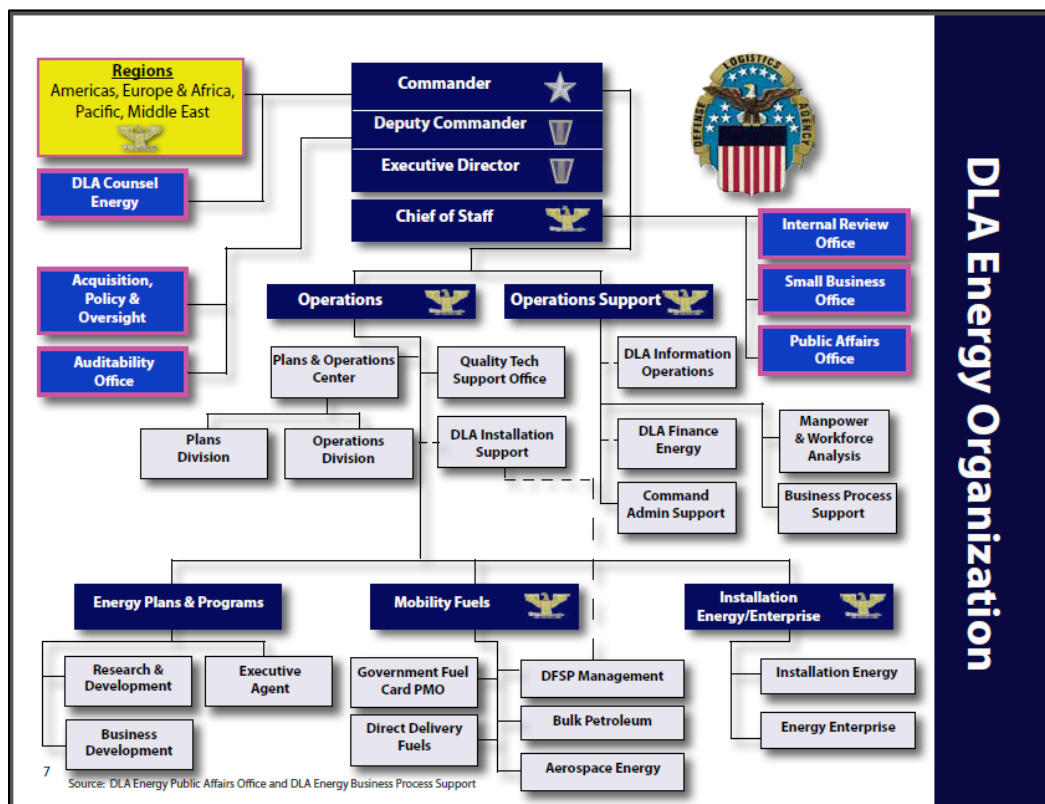 Regions
Americas, Europe & Africa,
Pacific, Middle East
Commander
Deputy Commander
Executive Director
Chief of Staff
DEFENSE LOGISTICS AGENCY
DLA Counsel
Energy
Acquisition,
Policy &
Oversight
Auditability
Office
Internal Review
Office
Small Business
Office
Public Affairs
Office
Operations
Operations Support
Plans & Operations
Center
Quality Tech
Support Office
Plans
Division
Operations
Division
DLA Installation
Support
DLA Information
Operations
DLA Finance
Energy
Command
Admin Support
Manpower
& Workforce
Analysis
Business Process
Support
Energy Plans & Programs
Mobility Fuels
Installation
Energy/Enterprise
Research &
Development
Executive
Agent
Business
Development
Government Fuel
Card PMO
Direct Delivery
Fuels
DFSP Management
Bulk Petroleum
Aerospace Energy
Installation Energy
Energy Enterprise
7
Source: DLA Energy Public Affairs Office and DLA Energy Business Process Support
DLA Energy Organization